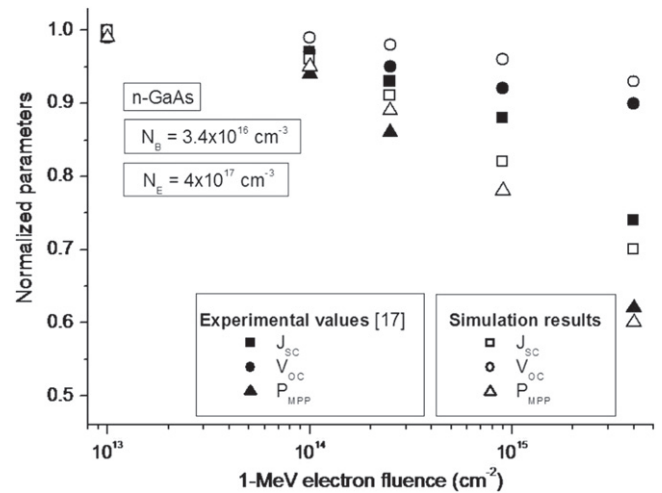 1.0
0.9
0.8
0.7
0.6
0.5
Normalized parameters
n-GaAs
N_B = 3.4x10^16 cm^-3
N_E = 4x10^17 cm^-3
Experimental values [17]
J_SC
V_OC
P_MPP
Simulation results
J_SC
V_OC
P_MPP
10^13
10^14
10^15
1-MeV electron fluence (cm^-2)